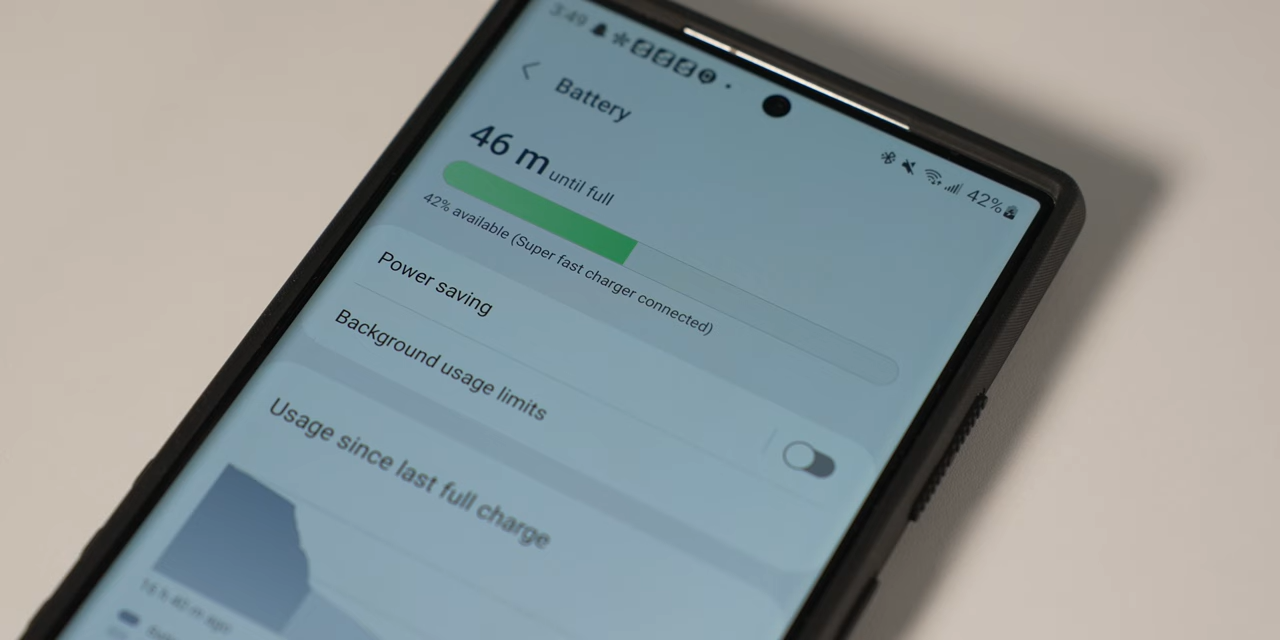 3:49
42%
Battery
46 m until full
42% available (Super fast charger connected)
Power saving
Background usage limits
Usage since last full charge